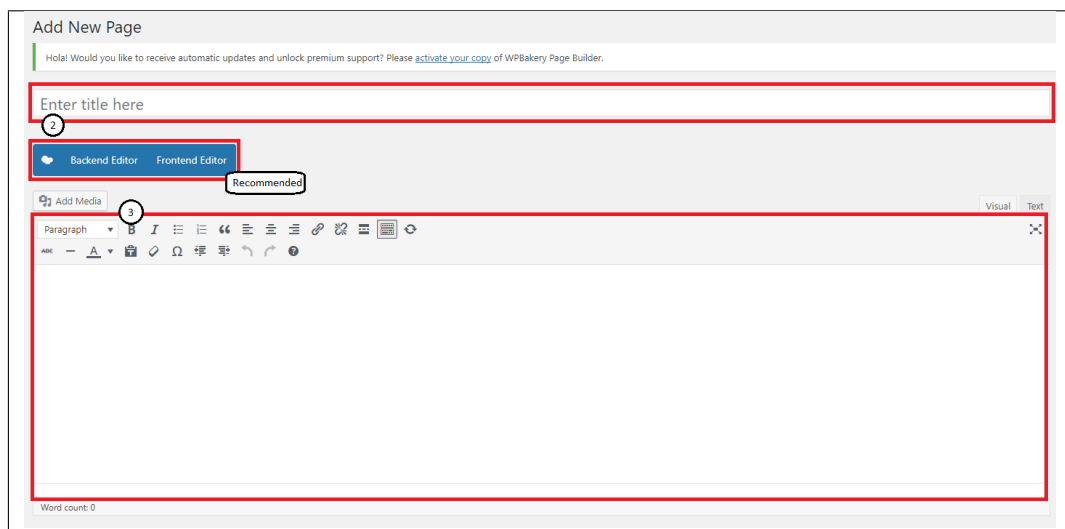 Add New Page
Hola! Would you like to receive automatic updates and unlock premium support? Please activate your copy of WPBakery Page Builder.
Enter title here
2
Backend Editor Frontend Editor
Recommended
Add Media
Visual Text
3
Paragraph B I
ABC A Ω
Word count: 0